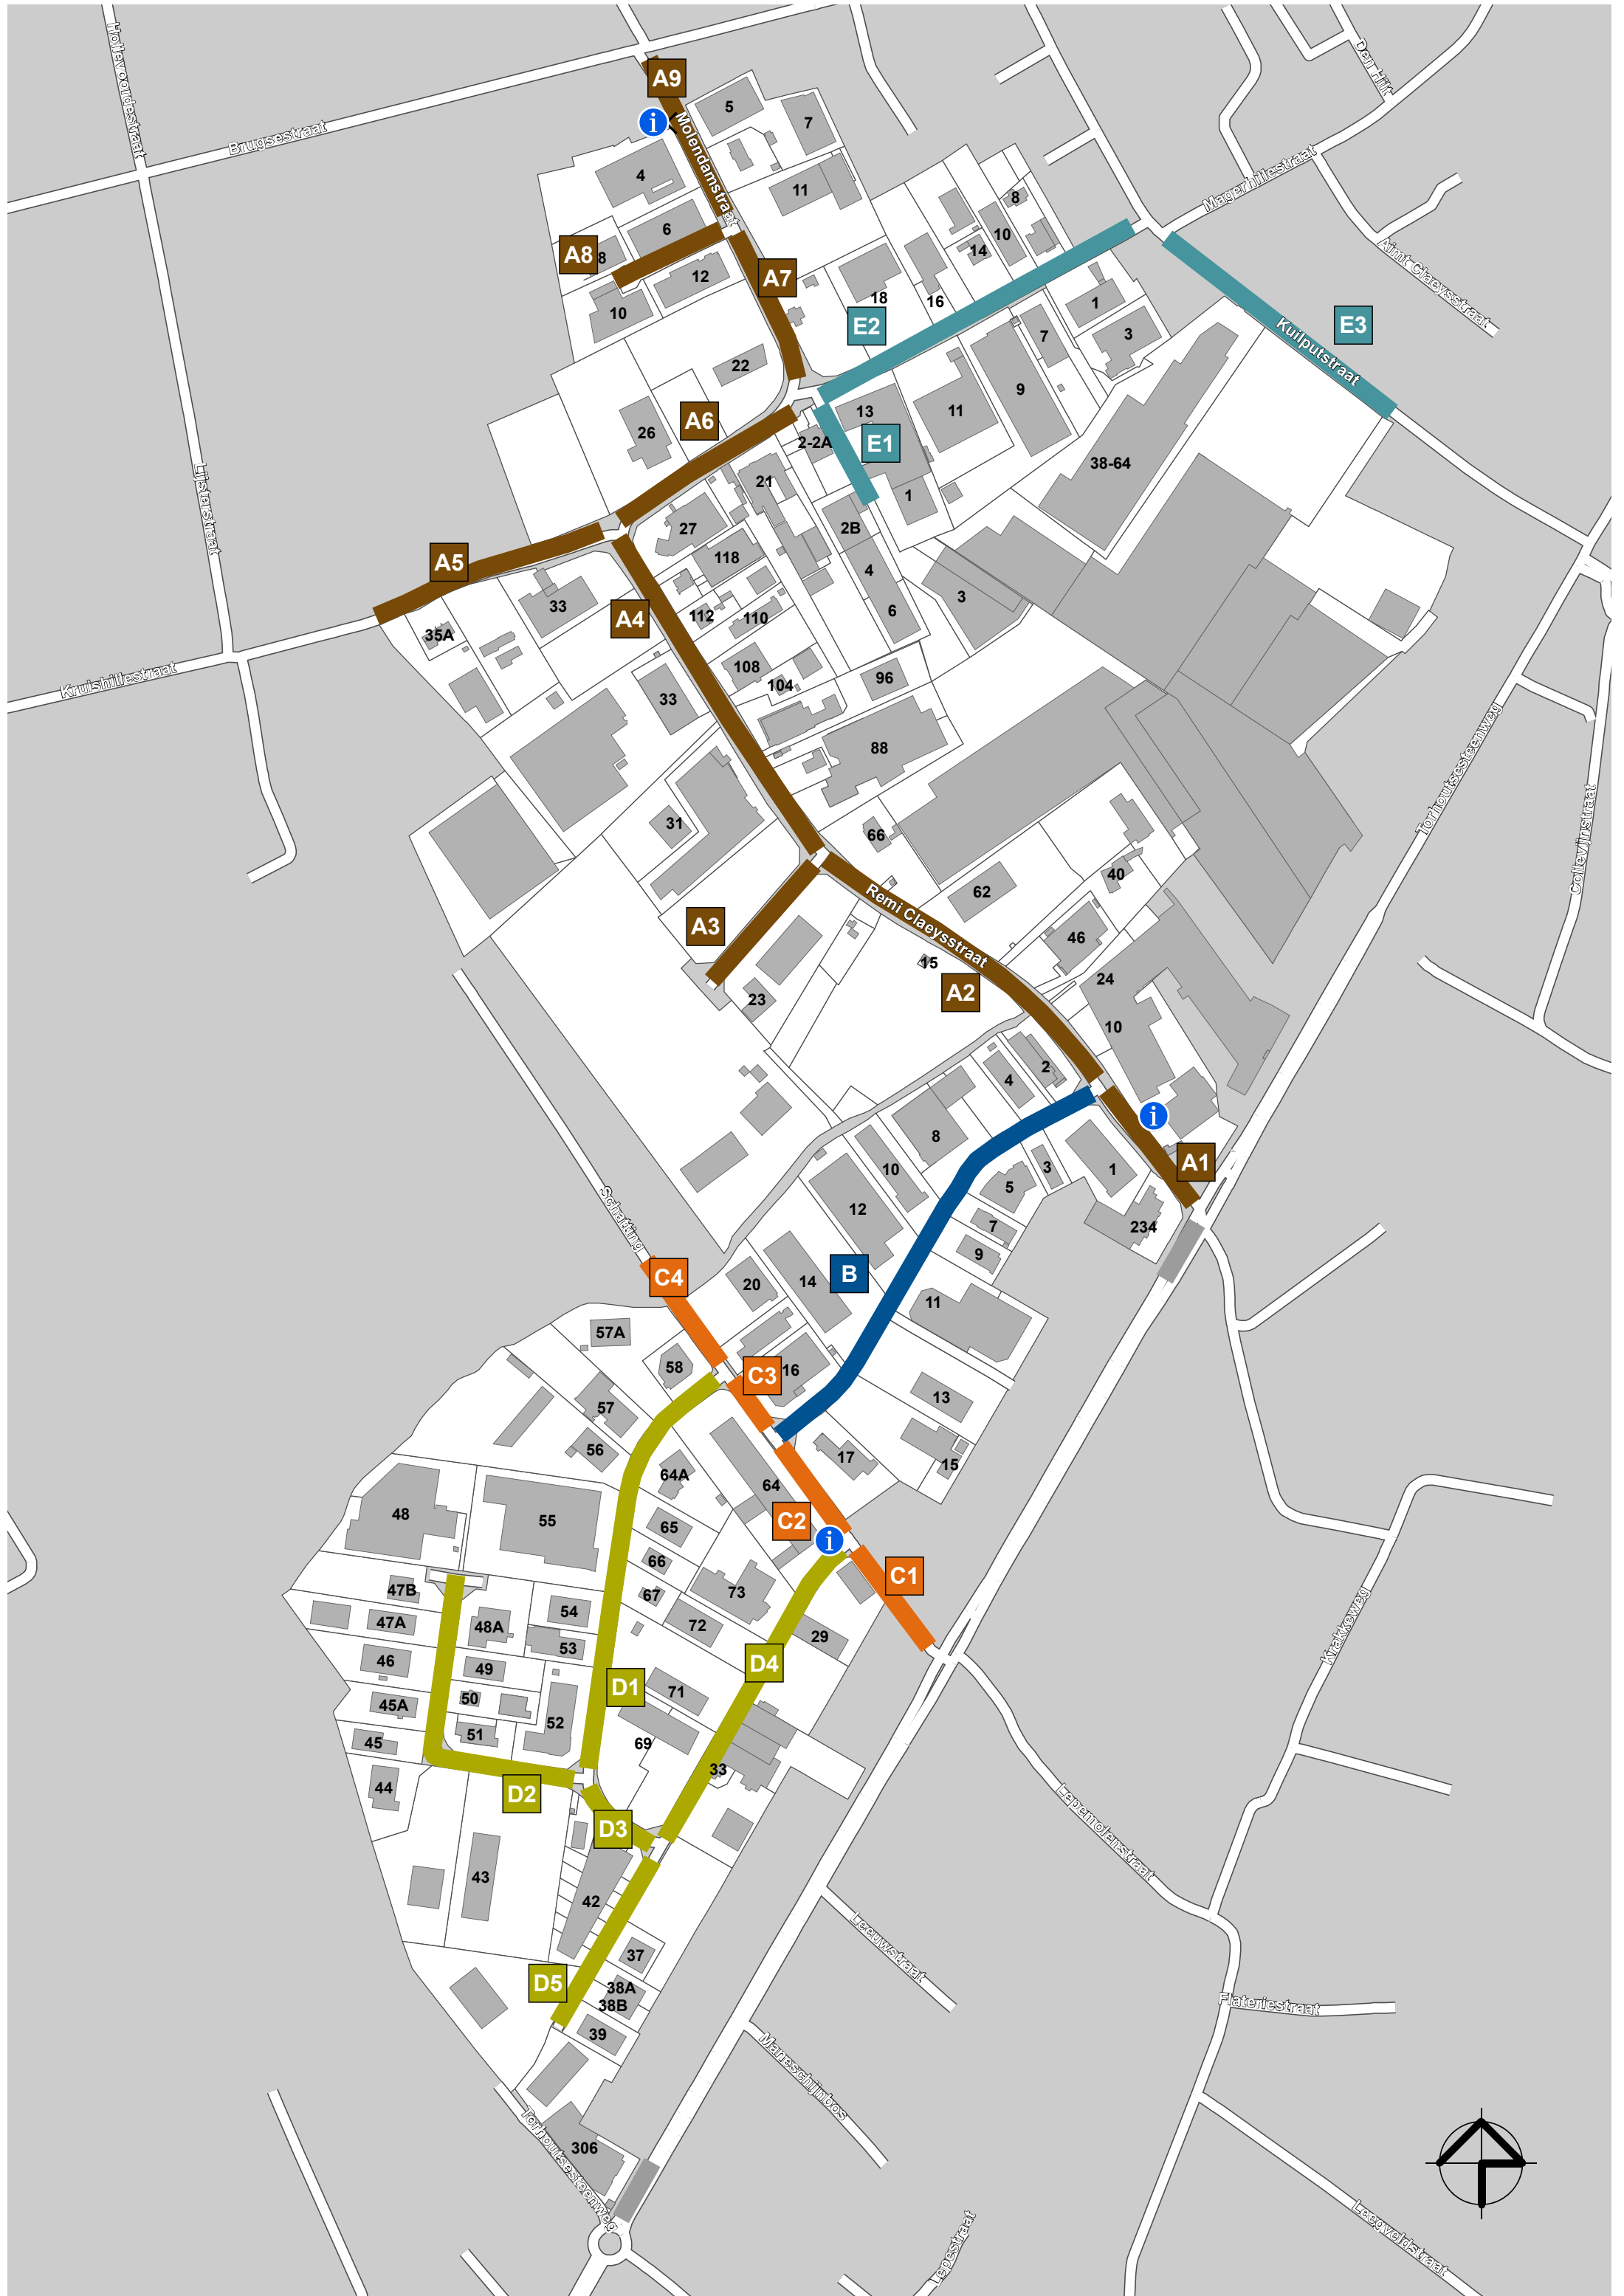 Hollevoordestraat
Brugsestraat
A9
i
Molendamstraat
5
7
4
11
6
A8
8
12
10
A7
22
26
A6
18
16
14
10
8
E2
1
3
7
9
11
13
E1
2-2A
1
2B
4
6
3
38-64
E3
Kuilputstraat
Magerhillestraat
Den Hilt
Aimt Claeysstraat
Lijsterstraat
Kruishillestraat
A5
35A
33
A4
21
27
118
112
110
108
104
96
33
88
31
66
A3
23
62
40
Remi Claeysstraat
46
15
A2
24
10
Torhoutsesteenweg
Collevijnstraat
2
4
i
A1
1
234
8
10
3
5
7
9
12
B
14
11
13
15
17
Schatting
C4
20
57A
58
C3
16
57
56
64A
64
C2
i
C1
48
55
65
66
67
73
72
29
47B
47A
48A
54
53
46
49
D1
71
D4
45A
50
51
52
69
45
44
D2
33
D3
43
42
37
D5
38A
38B
39
306
Torhoutsesteenweg
Krakkeweg
Lepemolenstraat
Leeuwstraat
Flateriestraat
Maneschijnbos
Lepestraat
Leegveldstraat